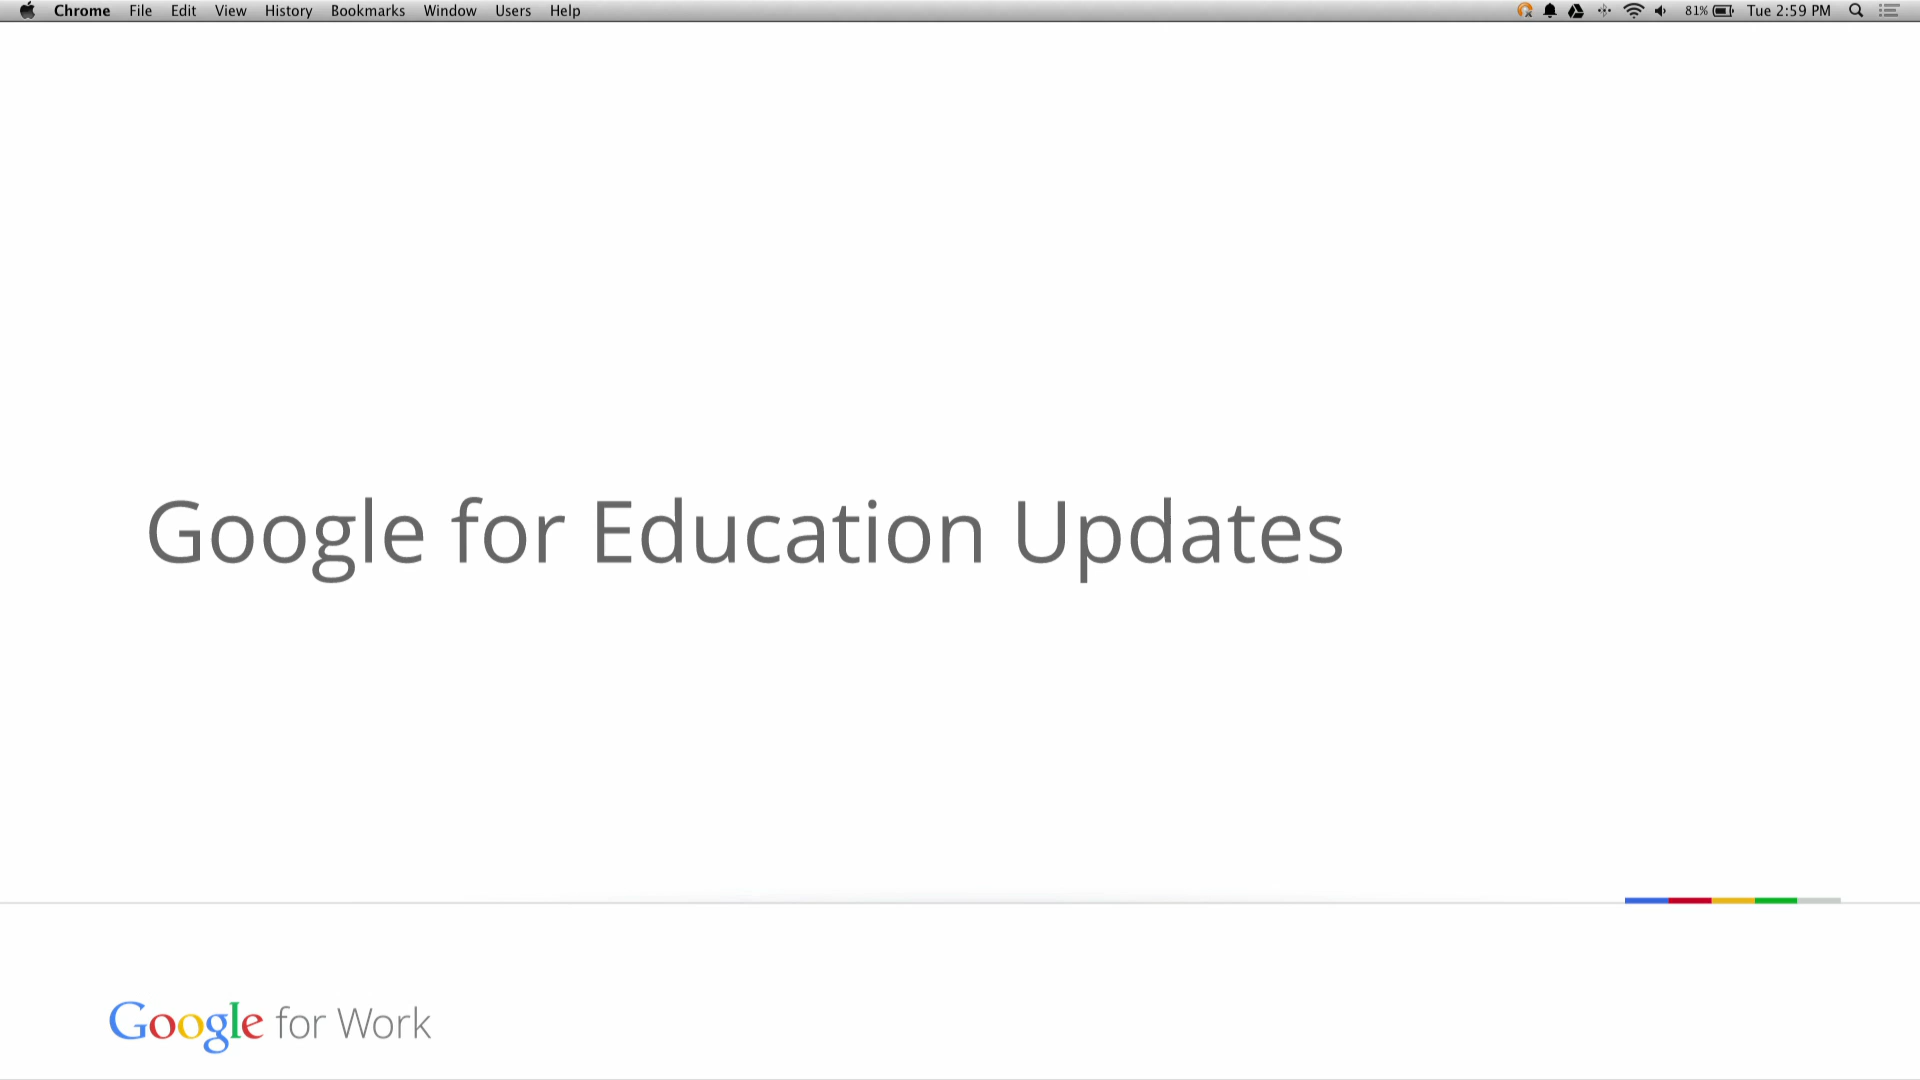 Chrome File Edit View History Bookmarks Window Users Help 81% Tue 2:59 PM
Google for Education Updates
Google for Work